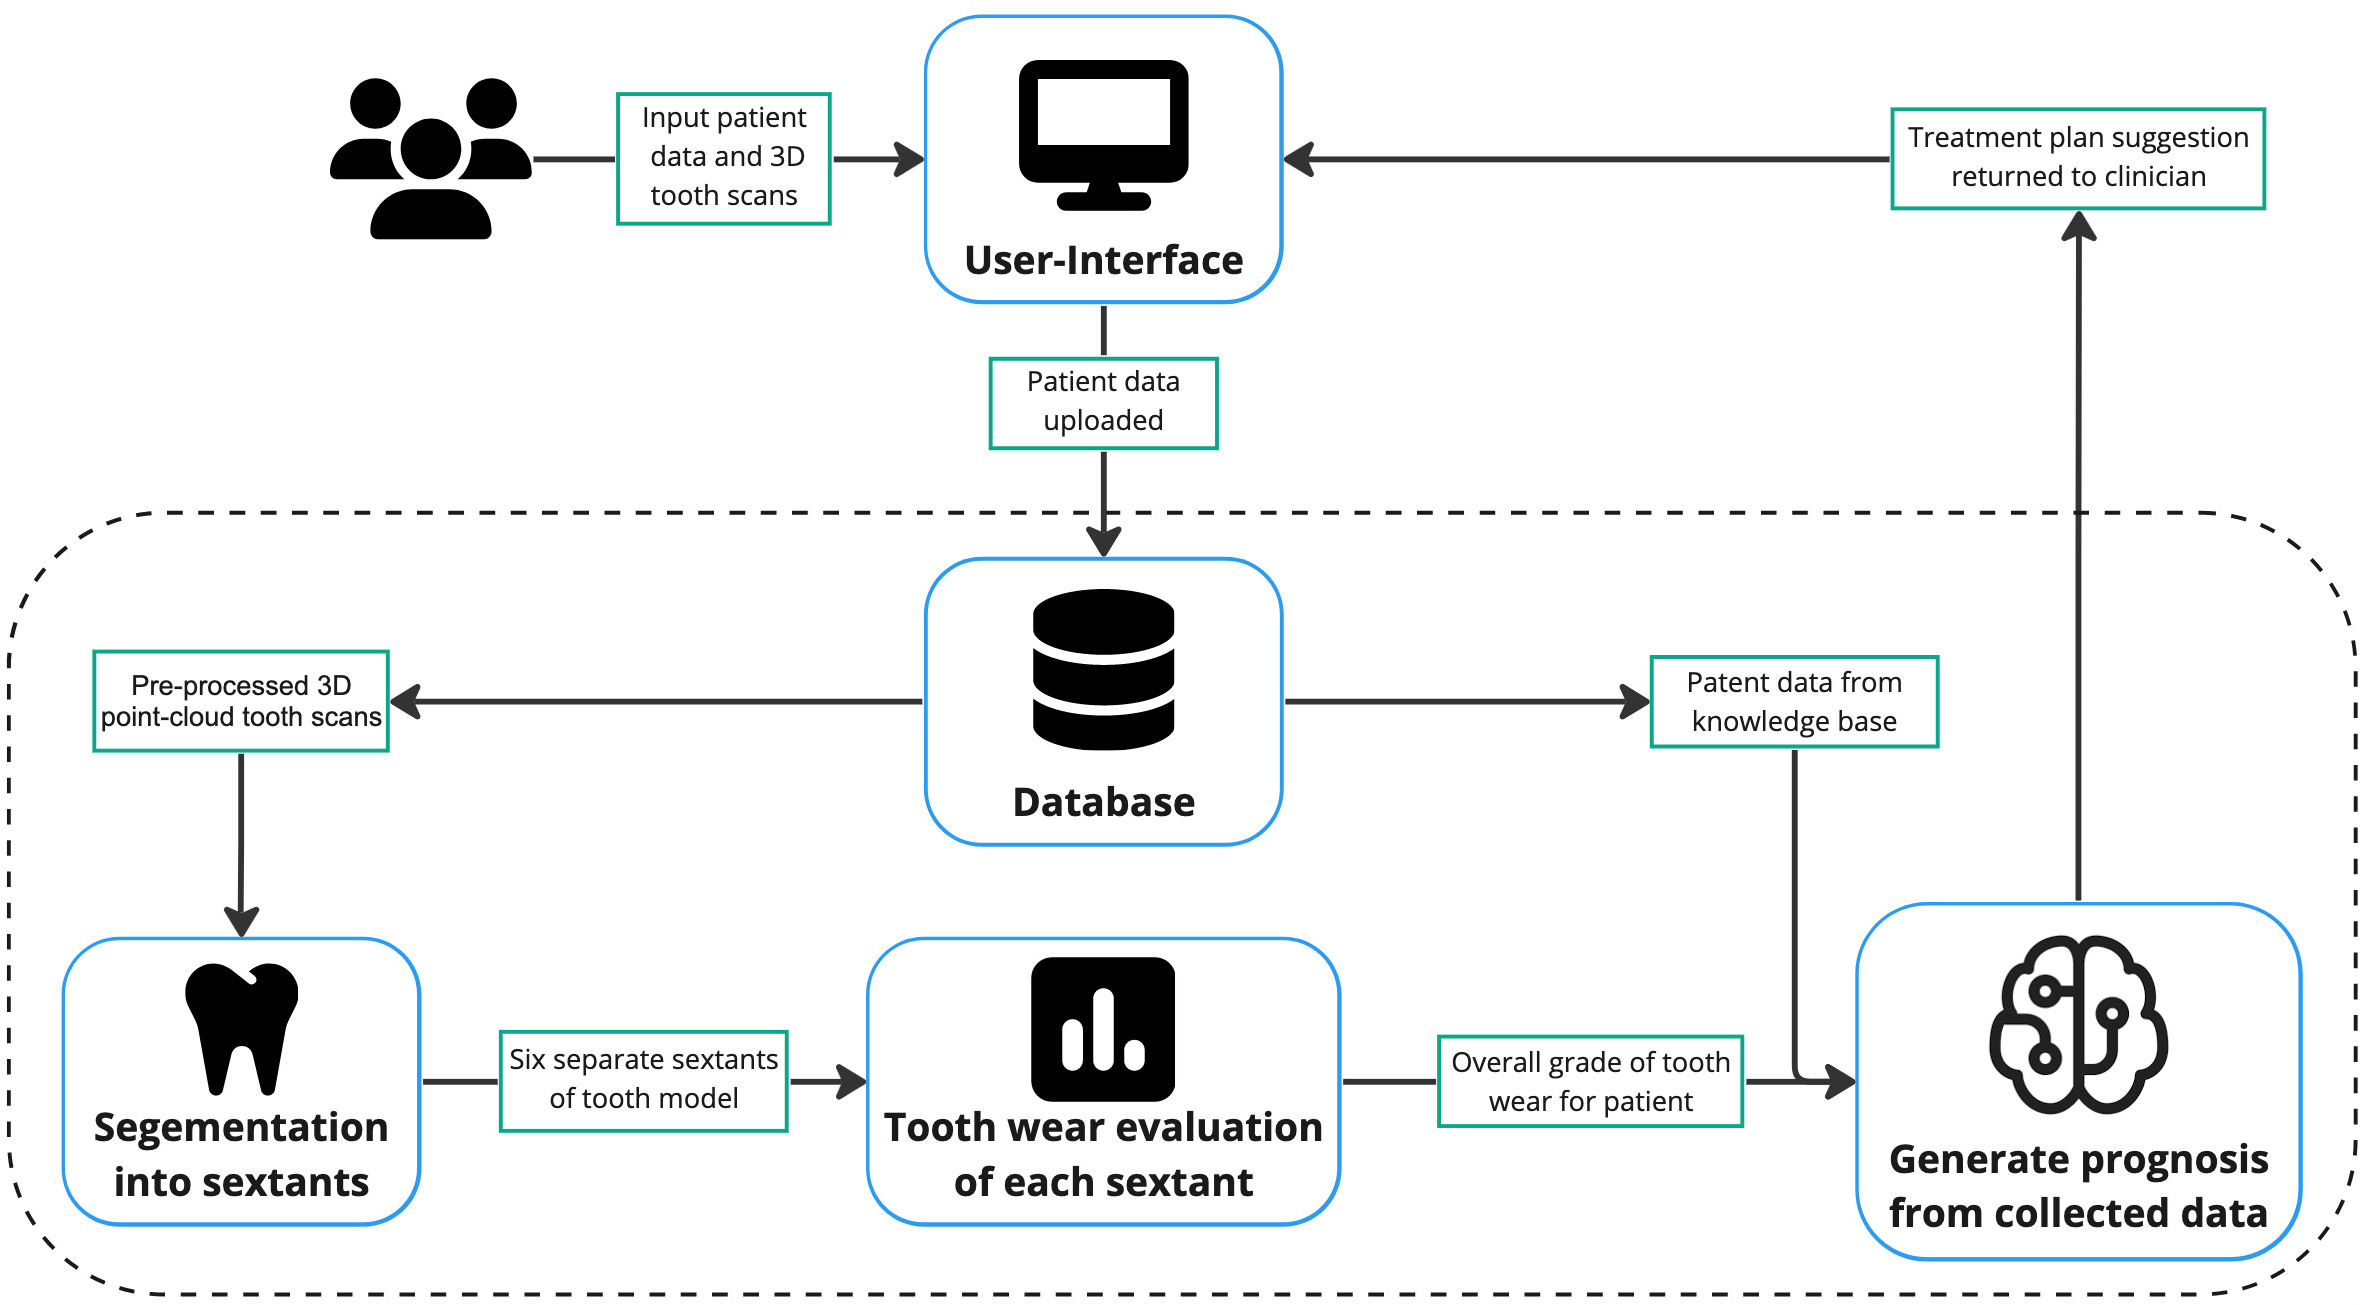 Input patient
data and 3D
tooth scans
User-Interface
Treatment plan suggestion
returned to clinician
Patient data
uploaded
Pre-processed 3D
point-cloud tooth scans
Database
Patent data from
knowledge base
Segementation
into sextants
Six separate sextants
of tooth model
Tooth wear evaluation
of each sextant
Overall grade of tooth
wear for patient
Generate prognosis
from collected data